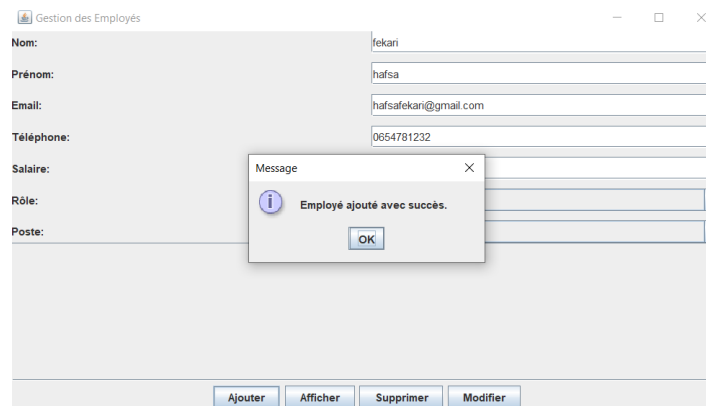 Gestion des Employés
Nom: fekari
Prénom: hafsa
Email: hafsafekari@gmail.com
Téléphone: 0654781232
Salaire:
Message
Rôle:
Employé ajouté avec succès.
Poste:
OK
Ajouter Afficher Supprimer Modifier